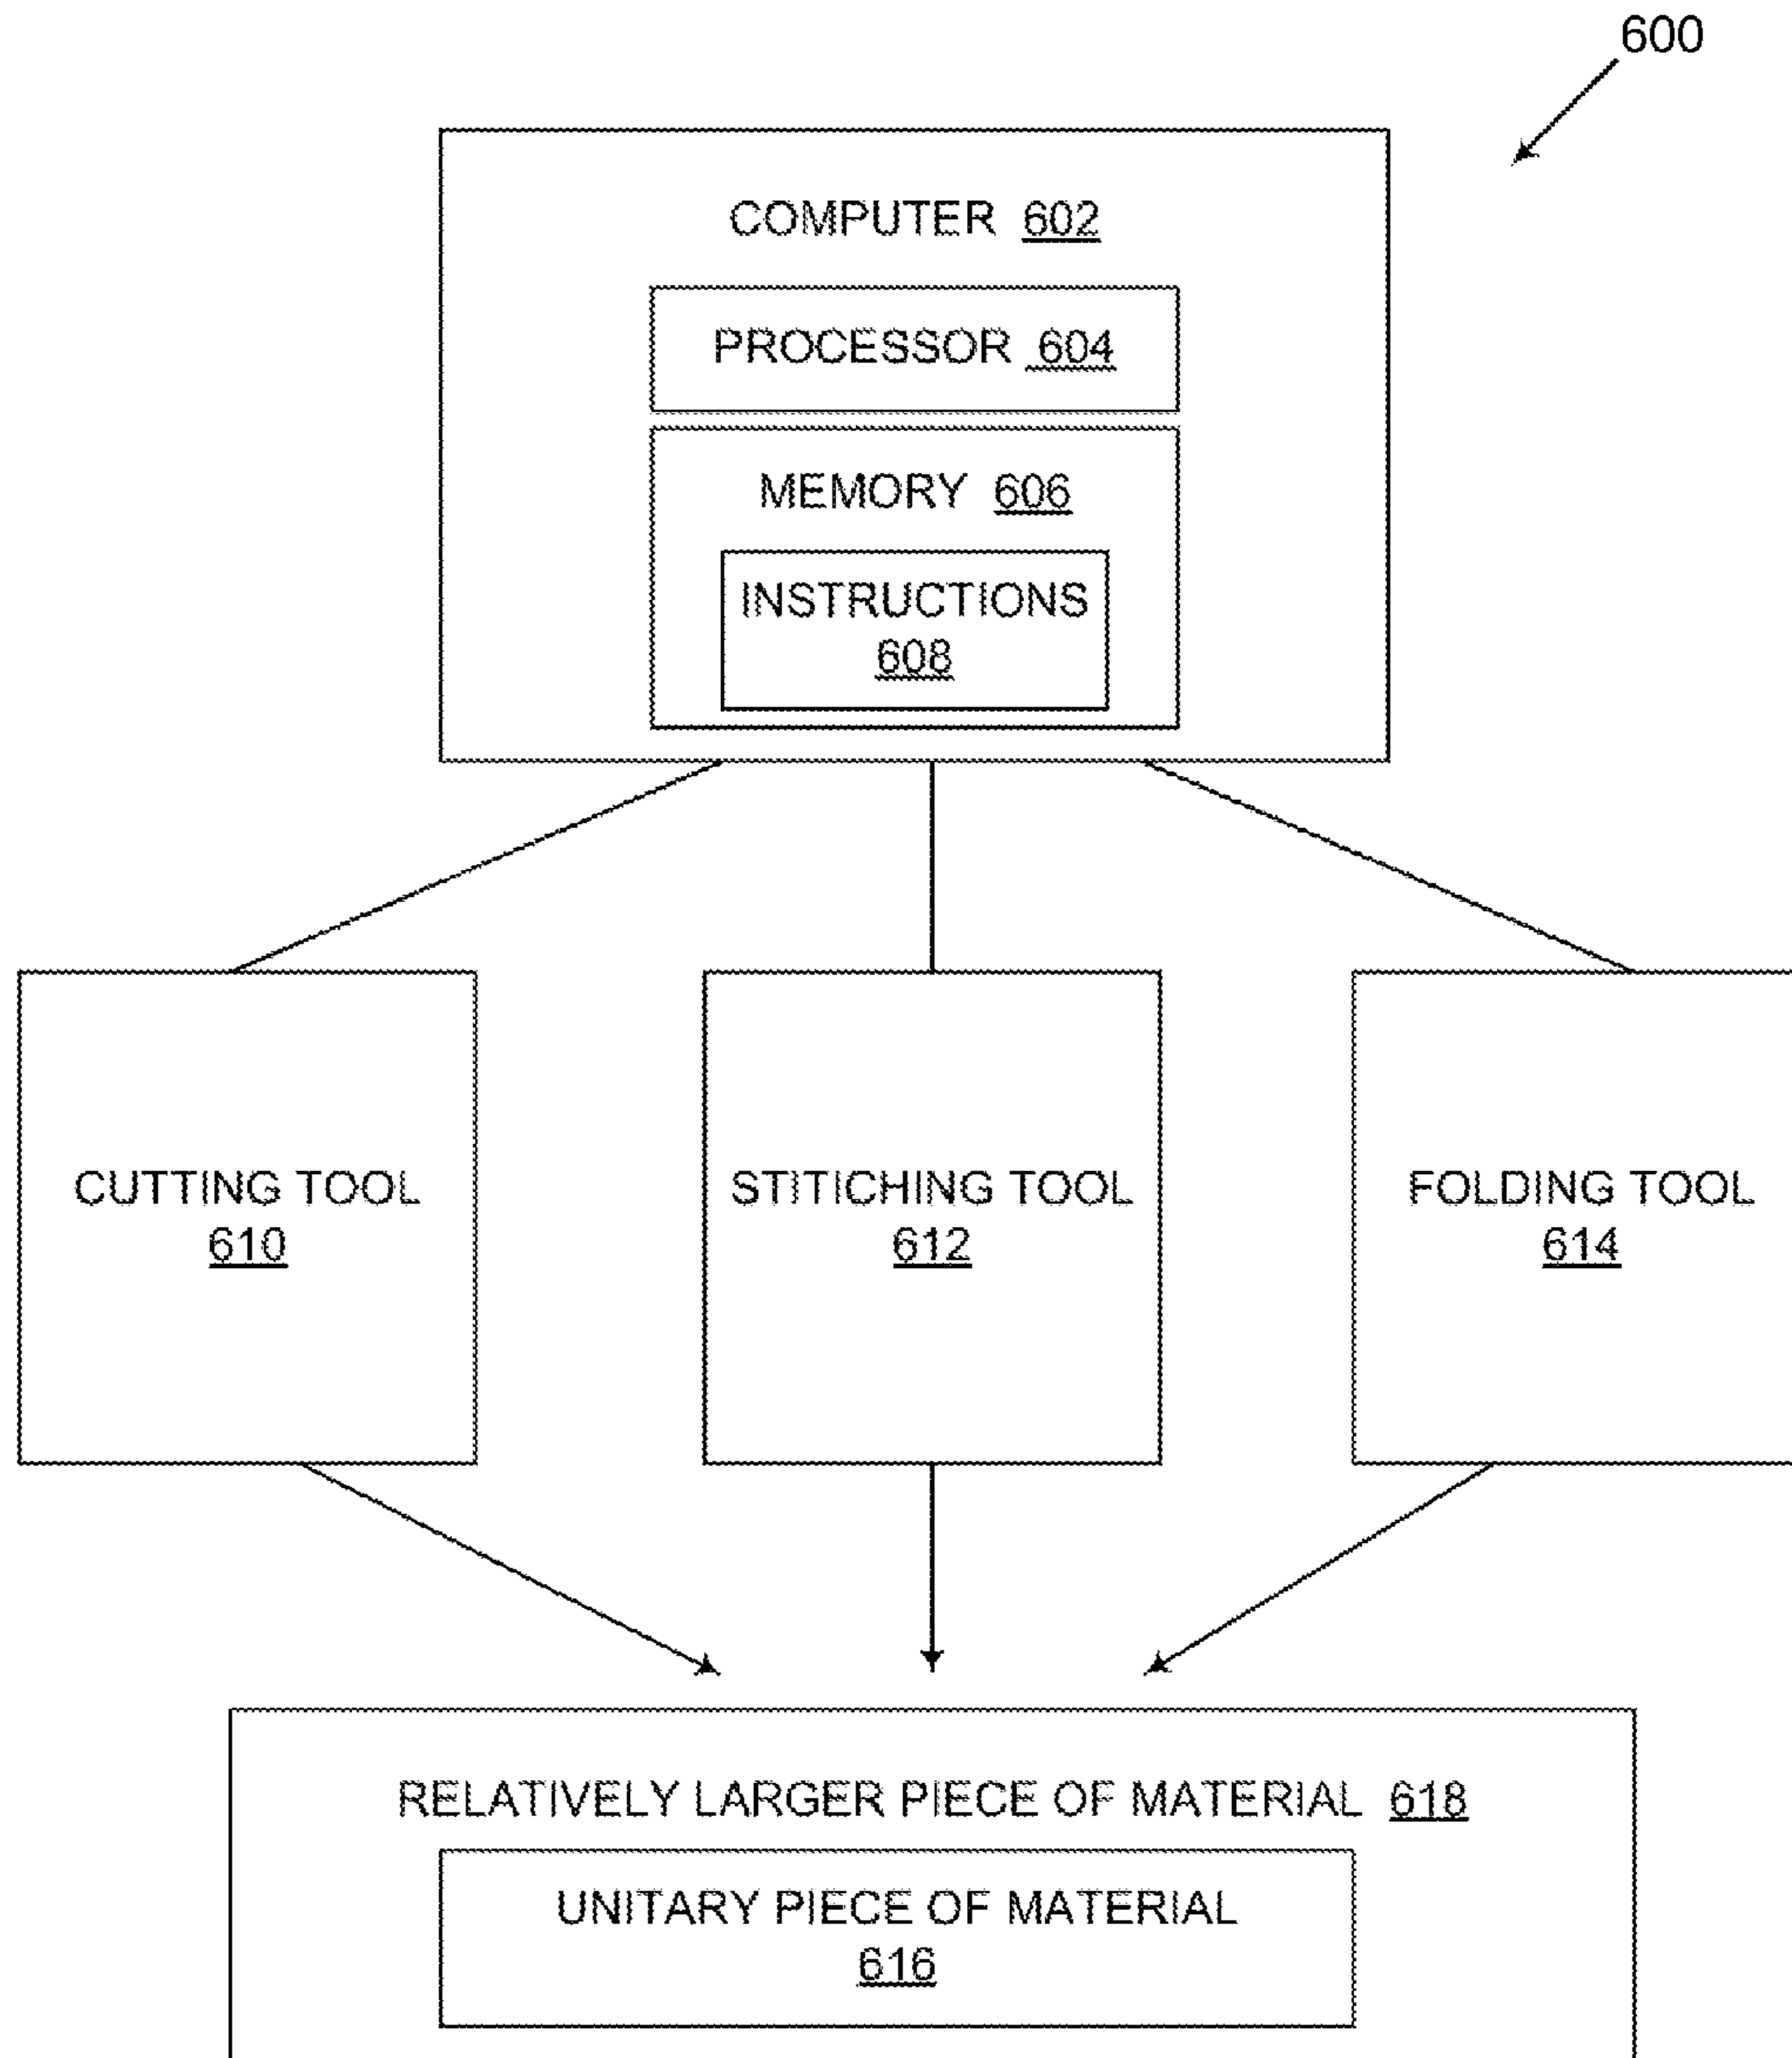 600
COMPUTER 602
PROCESSOR 604
MEMORY 606
INSTRUCTIONS
608
CUTTING TOOL
610
STITICHING TOOL
612
FOLDING TOOL
614
RELATIVELY LARGER PIECE OF MATERIAL 618
UNITARY PIECE OF MATERIAL
616